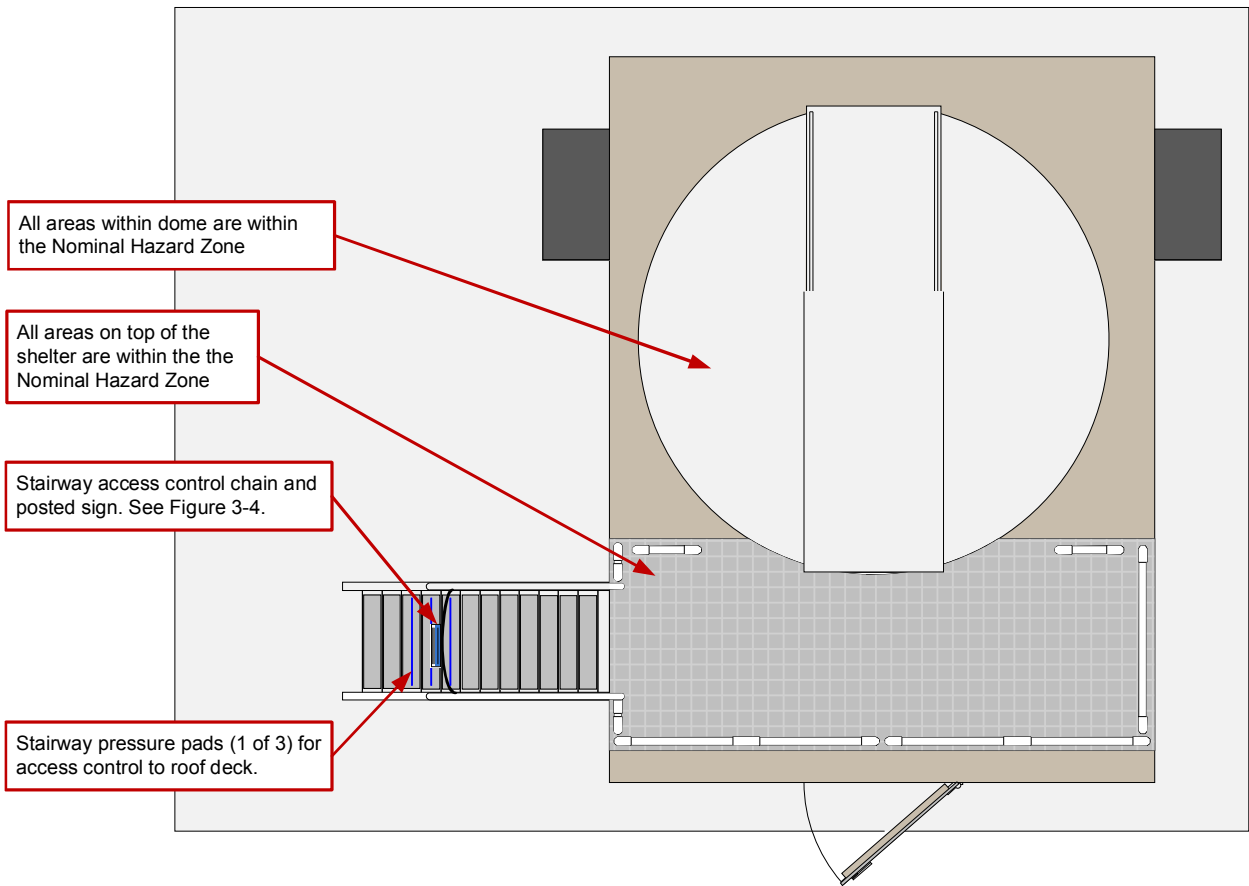 All areas within dome are within
the Nominal Hazard Zone
All areas on top of the
shelter are within the the
Nominal Hazard Zone
Stairway access control chain and
posted sign. See Figure 3-4.
Stairway pressure pads (1 of 3) for
access control to roof deck.